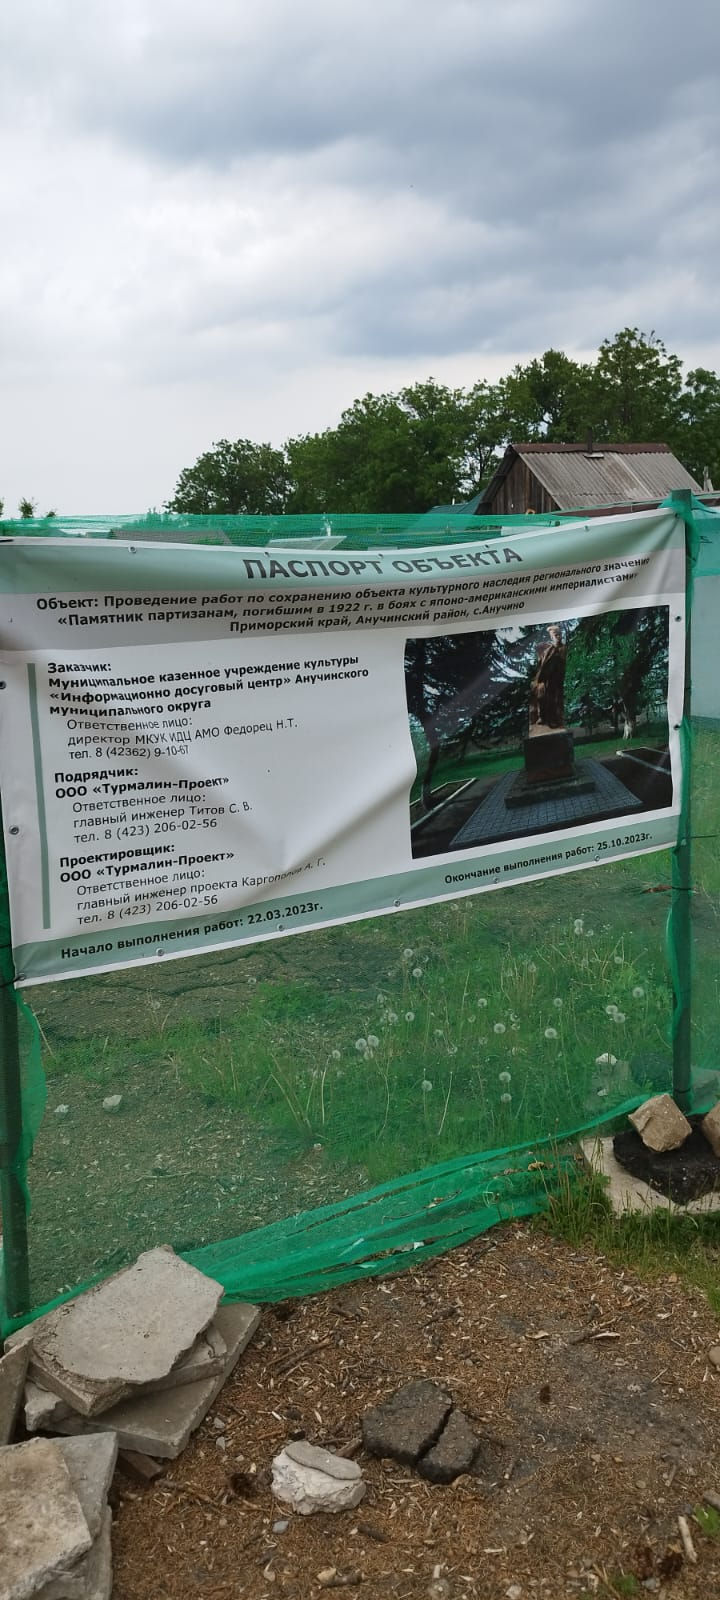 ПАСПОРТ ОБЪЕКТА
Объект: Проведение работ по сохранению объекта культурного наследия регионального значения
«Памятник партизанам, погибшим в 1922 г. в боях с японо-американскими империалистами»
Приморский край, Анучинский район, с.Анучино
Заказчик:
Муниципальное казенное учреждение культуры
«Информационно досуговый центр» Анучинского
муниципального округа
Ответственное лицо:
директор МКУК ИДЦ АМО Федорец Н.Т.
тел. 8 (42362) 9-10-67
Подрядчик:
ООО «Турмалин-Проект»
Ответственное лицо:
главный инженер Титов С. В.
тел. 8 (423) 206-02-56
Проектировщик:
ООО «Турмалин-Проект»
Ответственное лицо:
главный инженер проекта Каргополов А. Г.
тел. 8 (423) 206-02-56
Начало выполнения работ: 22.03.2023г.
Окончание выполнения работ: 25.10.2023г.